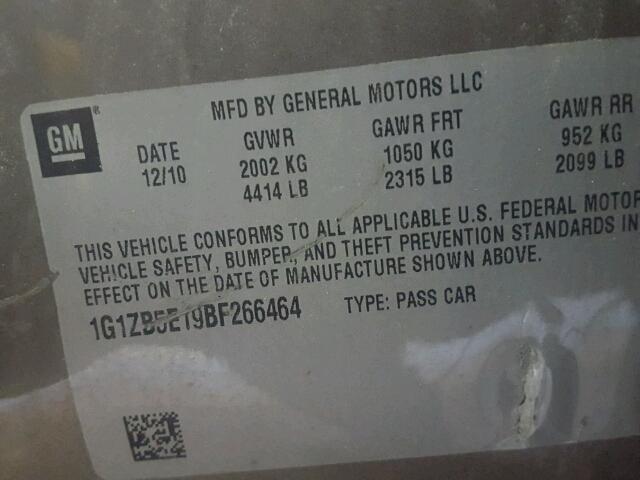 GM ®
MFD BY GENERAL MOTORS LLC
DATE GVWR GAWR FRT GAWR RR
12/10 2002 KG 1050 KG 952 KG
4414 LB 2315 LB 2099 LB
THIS VEHICLE CONFORMS TO ALL APPLICABLE U.S. FEDERAL MOTOR
VEHICLE SAFETY, BUMPER, AND THEFT PREVENTION STANDARDS IN
EFFECT ON THE DATE OF MANUFACTURE SHOWN ABOVE.
1G1ZB5E19BF266464 TYPE: PASS CAR